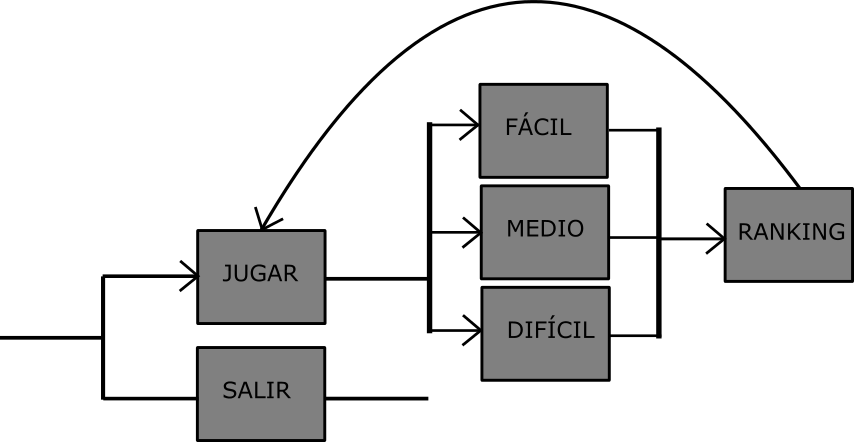 FÁCIL
MEDIO
RANKING
JUGAR
DIFÍCIL
SALIR